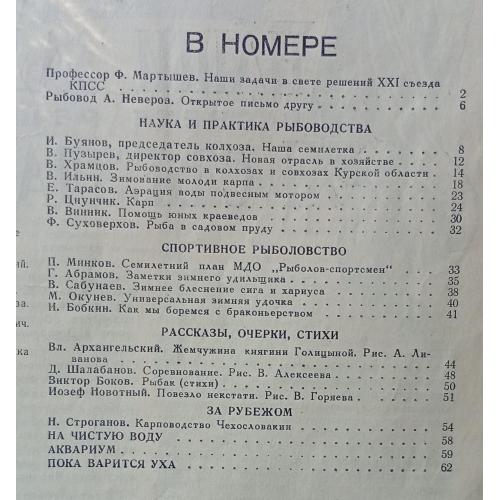 В НОМЕРЕ
Профессор Ф. Мартышев. Наши задачи в свете решений XXI съезда
КПСС 2
Рыбовод А. Неверов. Открытое письмо другу 6
НАУКА И ПРАКТИКА РЫБОВОДСТВА
И. Буянов, председатель колхоза. Наша семилетка 8
В. Пузырев, директор совхоза. Новая отрасль в хозяйстве 12
В. Храмцов. Рыбоводство в колхозах и совхозах Курской области 14
В. Ильин. Зимование молоди карпа 18
Е. Тарасов. Аэрация воды подвесным мотором 23
Р. Цнунчик. Карп 24
В. Винник. Помощь юных краеведов 30
Ф. Суховерхов. Рыба в садовом пруду 32
СПОРТИВНОЕ РЫБОЛОВСТВО
П. Минков. Семилетний план МДО „Рыболов-спортсмен" 33
Г. Абрамов. Заметки зимнего удильщика 35
В. Сабунаев. Зимнее блеснение сига и хариуса 38
М. Окунев. Универсальная зимняя удочка 40
И. Бобкин. Как мы боремся с браконьерством 41
РАССКАЗЫ, ОЧЕРКИ, СТИХИ
Вл. Архангельский. Жемчужина княгини Голицыной. Рис. А. Ли-
ванова 44
Д. Шалабанов. Соревнование. Рис. В. Алексеева 48
Виктор Боков. Рыбак (стихи) 50
Иозеф Новотный. Повезло некстати. Рис. В. Горяева 51
ЗА РУБЕЖОМ
Н. Строганов. Карповодство Чехословакии 54
НА ЧИСТУЮ ВОДУ 58
АКВАРИУМ 59
ПОКА ВАРИТСЯ УХА 62